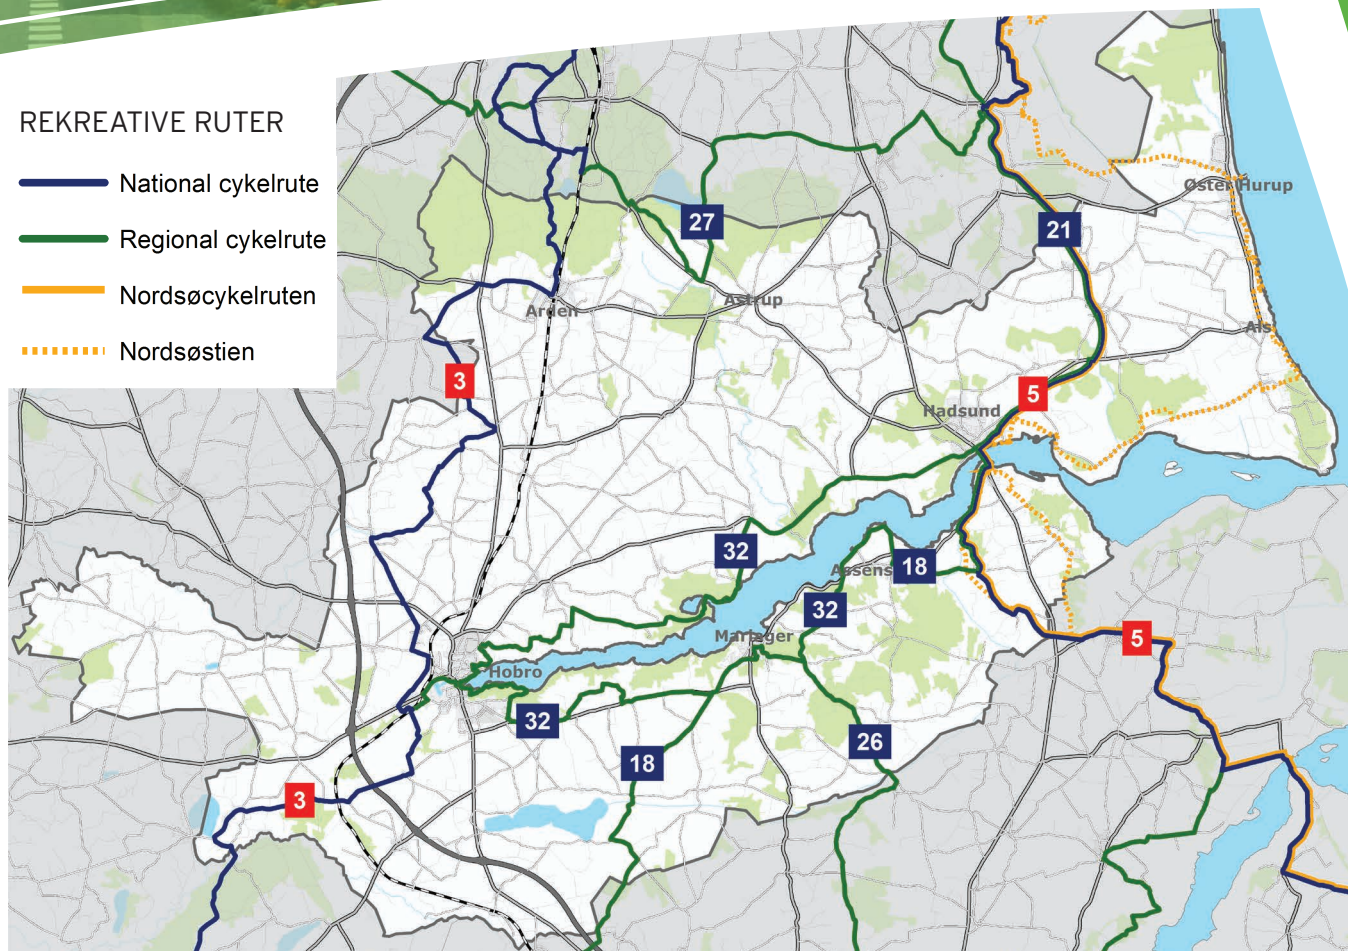 REKREATIVE RUTER
National cykelrute
Regional cykelrute
Nordsøcykelruten
Nordsøstien
Øster Hurup
27
21
Astrup
Arden
Als
3
5
Hadsund
32
Assens
18
32
Mariager
5
Hobro
32
26
18
3